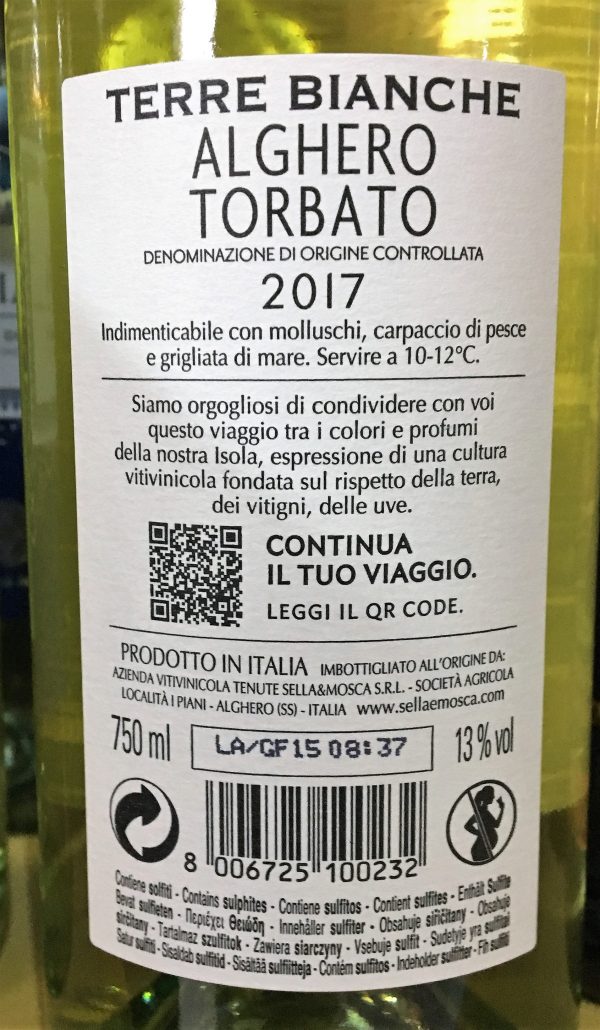 TERRE BIANCHE
ALGHERO
TORBATO
DENOMINAZIONE DI ORIGINE CONTROLLATA
2017
Indimenticabile con molluschi, carpaccio di pesce
e grigliata di mare. Servire a 10-12°C.
Siamo orgogliosi di condividere con voi
questo viaggio tra i colori e profumi
della nostra Isola, espressione di una cultura
vitivinicola fondata sul rispetto della terra,
dei vitigni, delle uve.
CONTINUA
IL TUO VIAGGIO.
LEGGI IL QR CODE.
PRODOTTO IN ITALIA IMBOTTIGLIATO ALL'ORIGINE DA:
AZIENDA VITIVINICOLA TENUTE SELLA&MOSCA S.R.L. - SOCIETÀ AGRICOLA
LOCALITÀ I PIANI - ALGHERO (SS) - ITALIA www.sellaemosca.com
750 ml LA/GF15 08:37 13% vol
8 006725 100232
Contiene solfiti - Contains sulphites - Contiene sulfitos - Contient sulfites - Enthält Sulfite
Bevat sulfieten - Περιέχει Θειώδη - Innehåller sulfiter - Obsahuje siřičitany - Obsahuje
siričitany - Tartalmaz szulfitok - Zawiera siarczyny - Vsebuje sulfit - Sudėtyje yra sulfitai
Satur sulfiti - Sisaldab sulfitid - Sisältää sulfiitteja - Contém sulfitos - Indeholder sulfitter - Fih sulfiti